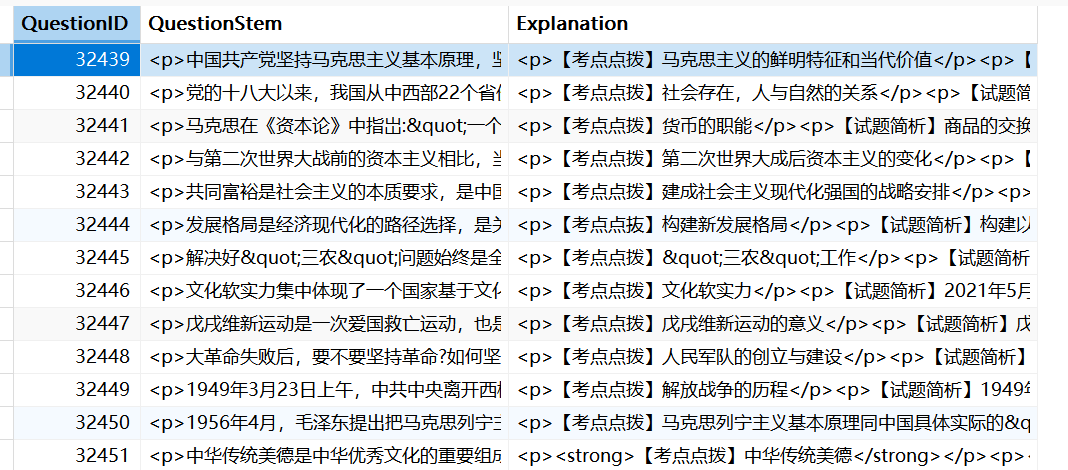 QuestionID QuestionStem Explanation
32439 <p>中国共产党坚持马克思主义基本原理，坚 <p>【考点点拨】马克思主义的鲜明特征和当代价值</p><p>【
32440 <p>党的十八大以来，我国从中西部22个省份 <p>【考点点拨】社会存在，人与自然的关系</p><p>【试题简
32441 <p>马克思在《资本论》中指出:&quot;一个 <p>【考点点拨】货币的职能</p><p>【试题简析】商品的交换
32442 <p>与第二次世界大战前的资本主义相比，当 <p>【考点点拨】第二次世界大成后资本主义的变化</p><p>【
32443 <p>共同富裕是社会主义的本质要求，是中国 <p>【考点点拨】建成社会主义现代化强国的战略安排</p><p>
32444 <p>发展格局是经济现代化的路径选择，是关 <p>【考点点拔】构建新发展格局</p><p>【试题简析】构建以
32445 <p>解决好&quot;三农&quot;问题始终是全 <p>【考点点拨】&quot;三农&quot;工作</p><p>【试题简析
32446 <p>文化软实力集中体现了一个国家基于文化 <p>【考点点拨】文化软实力</p><p>【试题简析】2021年5月
32447 <p>戊戌维新运动是一次爱国救亡运动，也是 <p>【考点点拨】戊戌维新运动的意义</p><p>【试题简析】戊
32448 <p>大革命失败后，要不要坚持革命?如何坚 <p>【考点点拨】人民军队的创立与建设</p><p>【试题简析】
32449 <p>1949年3月23日上午，中共中央离开西柏 <p>【考点点拨】解放战争的历程</p><p>【试题简析】1949年
32450 <p>1956年4月，毛泽东提出把马克思列宁主 <p>【考点点拨】马克思列宁主义基本原理同中国具体实际的&q
32451 <p>中华传统美德是中华优秀文化的重要组成 <p><strong>【考点点拨】中华传统美德</strong></p><p>